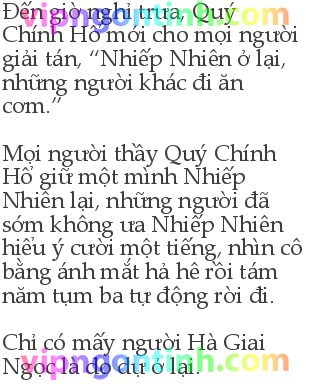 Đến giờ nghỉ trưa, Quý
Chính Hổ mới cho mọi người
giải tán, “Nhiếp Nhiên ở lại,
những người khác đi ăn
cơm.”
Mọi người thầy Quý Chính
Hổ giữ một mình Nhiếp
Nhiên lại, những người đã
sớm không ưa Nhiếp Nhiên
hiểu ý cười một tiếng, nhìn cô
bằng ánh mắt hả hê rồi tám
năm tụm ba tự động rời đi.
Chỉ có mấy người Hà Giai
Ngọc là do dự ở lại.
vipngontinh.com
vipngontinh.com